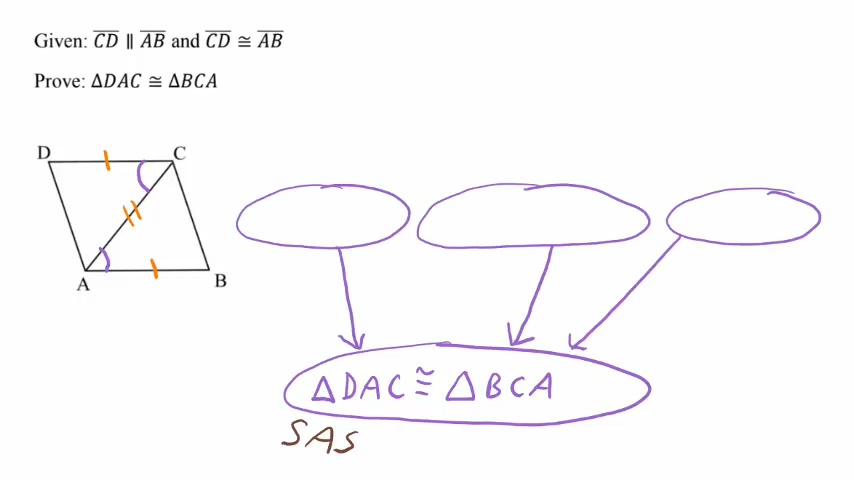 Given: CD ∥ AB and CD ≅ AB
Prove: ΔDAC ≅ ΔBCA
D
C
A
B
ΔDAC ≅ ΔBCA
SAS